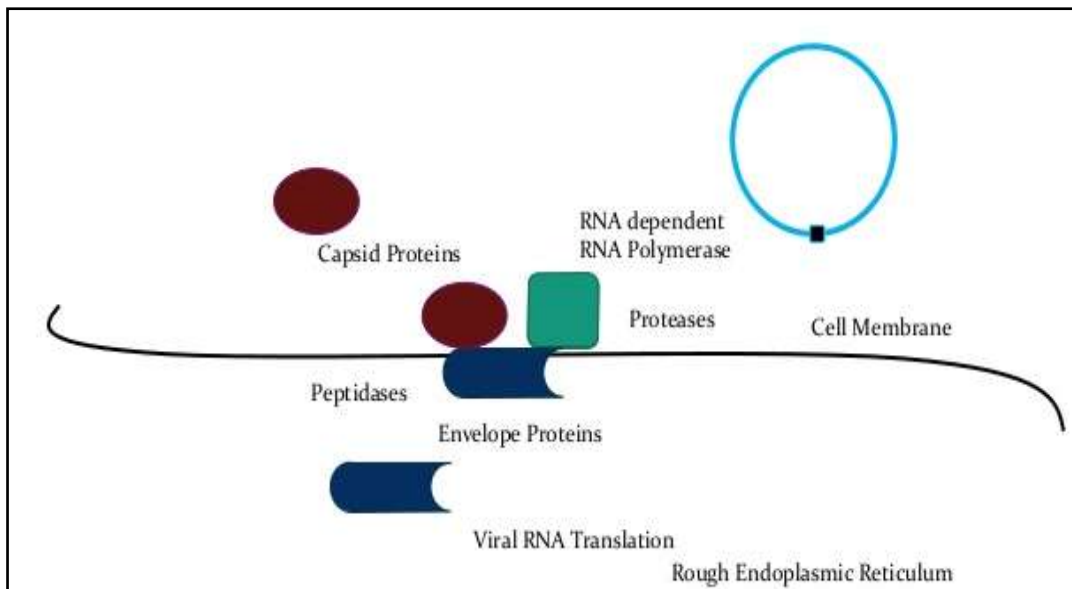 RNA dependent
RNA Polymerase
Capsid Proteins
Proteases
Cell Membrane
Peptidases
Envelope Proteins
Viral RNA Translation
Rough Endoplasmic Reticulum